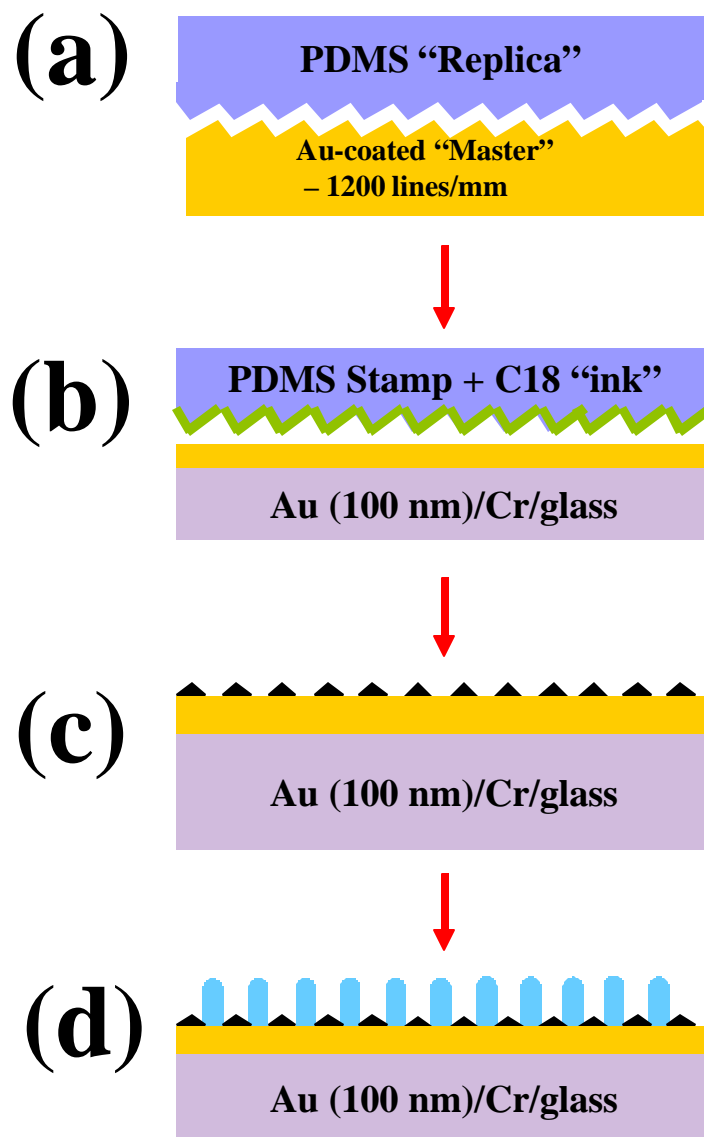 (a)
PDMS “Replica”
Au-coated “Master”
– 1200 lines/mm
(b)
PDMS Stamp + C18 “ink”
Au (100 nm)/Cr/glass
(c)
Au (100 nm)/Cr/glass
(d)
Au (100 nm)/Cr/glass